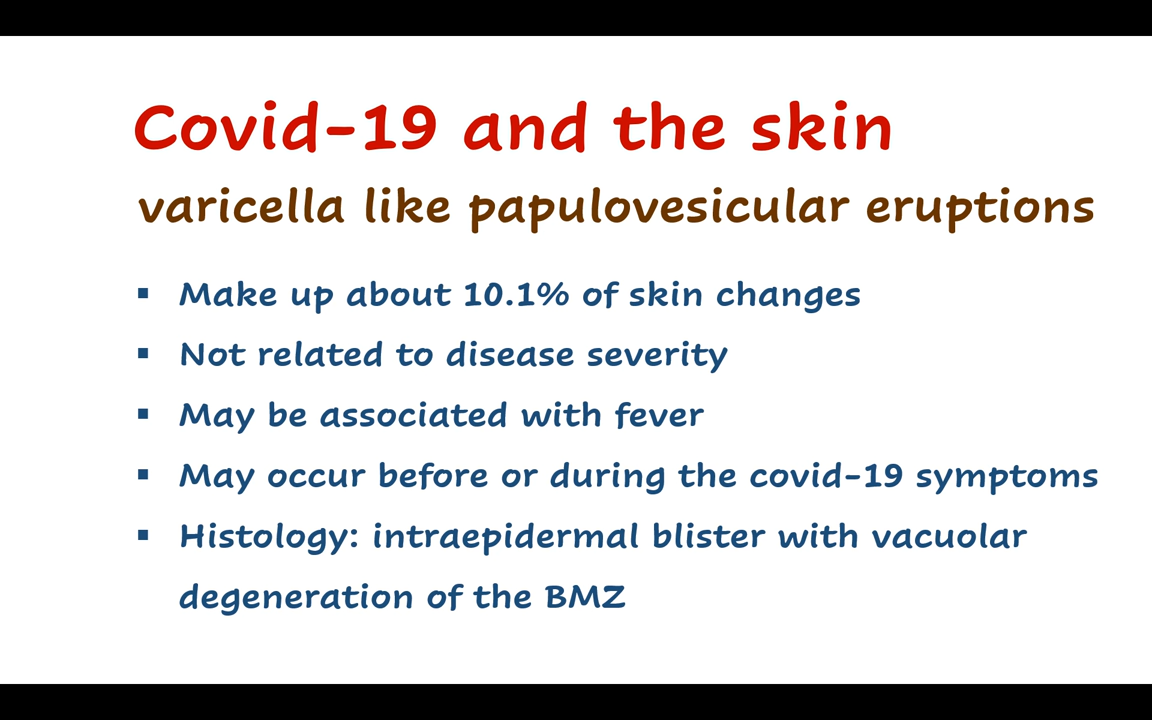 Covid-19 and the skin
varicella like papulovesicular eruptions
▪ Make up about 10.1% of skin changes
▪ Not related to disease severity
▪ May be associated with fever
▪ May occur before or during the covid-19 symptoms
▪ Histology: intraepidermal blister with vacuolar
degeneration of the BMZ